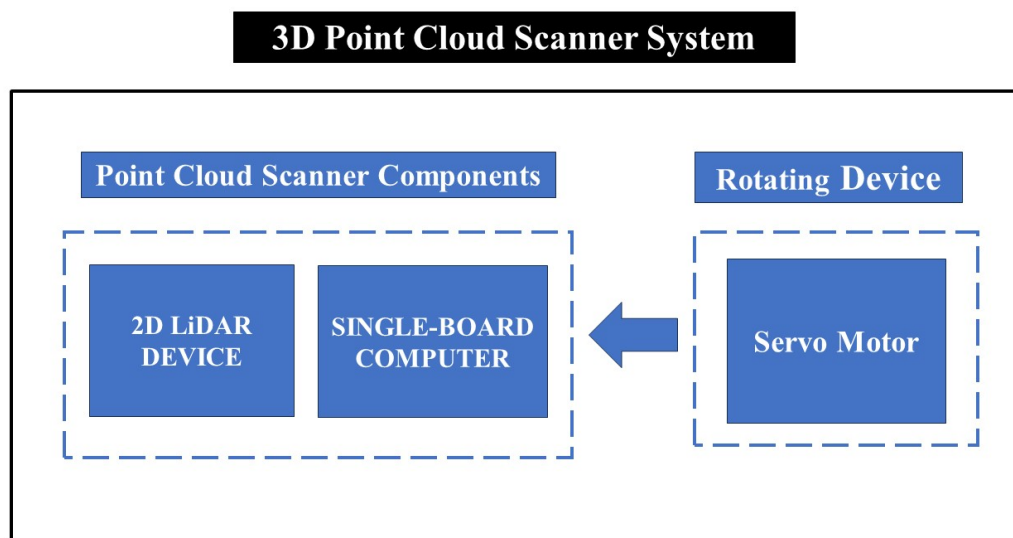 3D Point Cloud Scanner System
Point Cloud Scanner Components
Rotating Device
2D LiDAR
DEVICE
SINGLE-BOARD
COMPUTER
Servo Motor